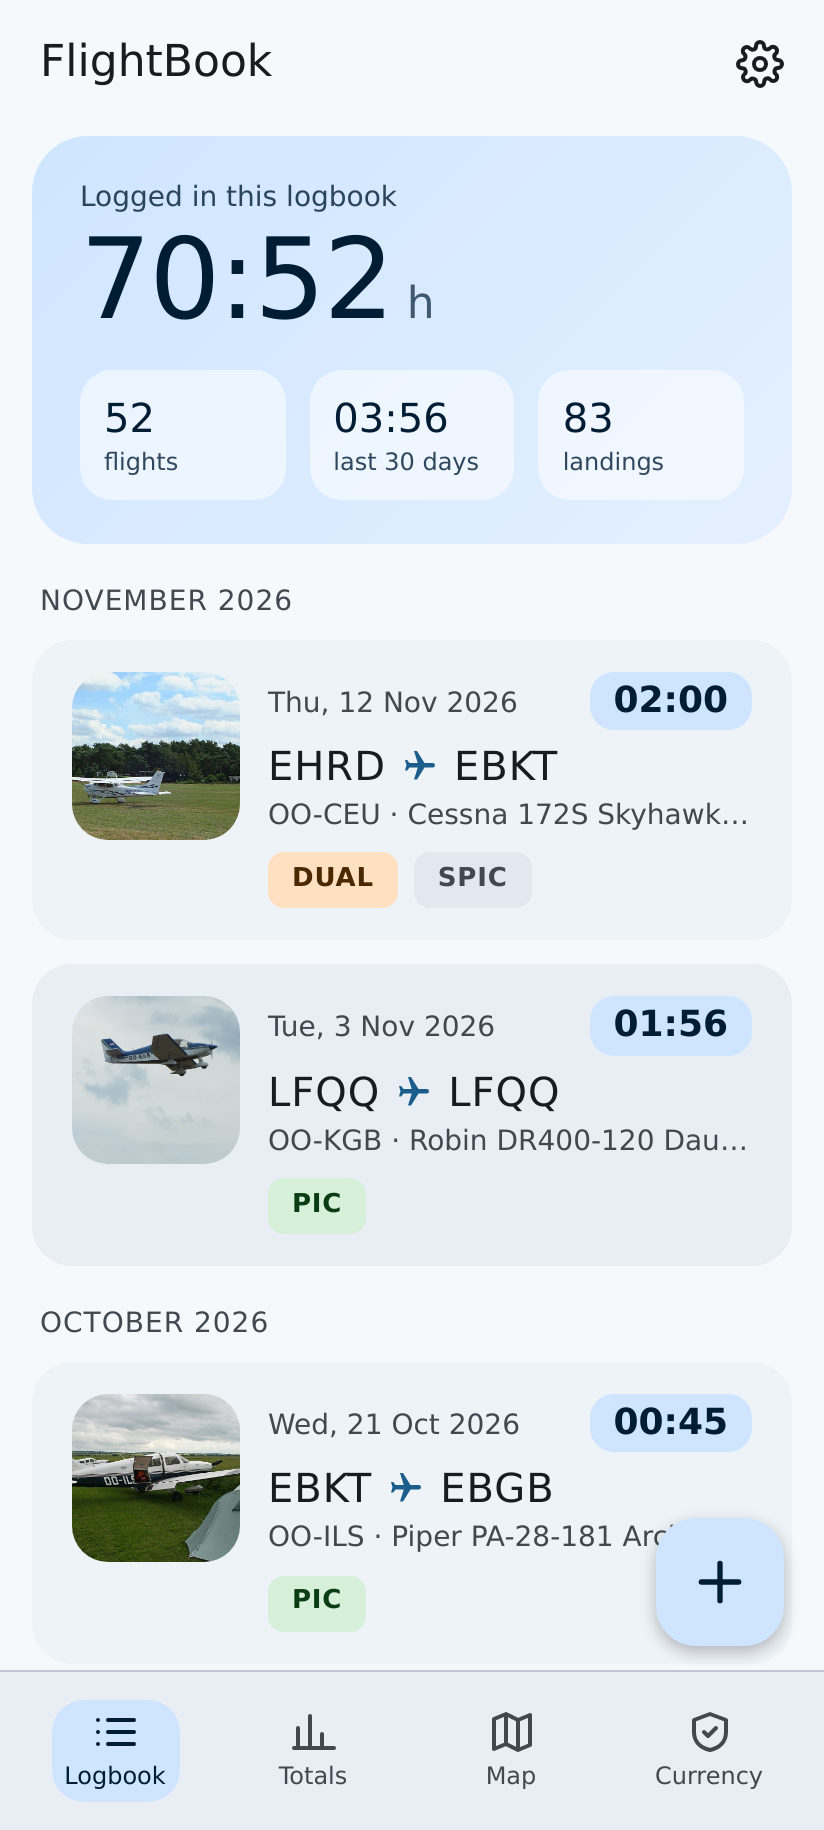 FlightBook
Logged in this logbook
70:52 h
52
flights
03:56
last 30 days
83
landings
NOVEMBER 2026
Thu, 12 Nov 2026
02:00
EHRD EBKT
OO-CEU · Cessna 172S Skyhawk…
DUAL SPIC
Tue, 3 Nov 2026
01:56
LFQQ LFQQ
OO-KGB · Robin DR400-120 Dau…
PIC
OCTOBER 2026
Wed, 21 Oct 2026
00:45
EBKT EBGB
OO-ILS · Piper PA-28-181
PIC
Logbook
Totals
Map
Currency